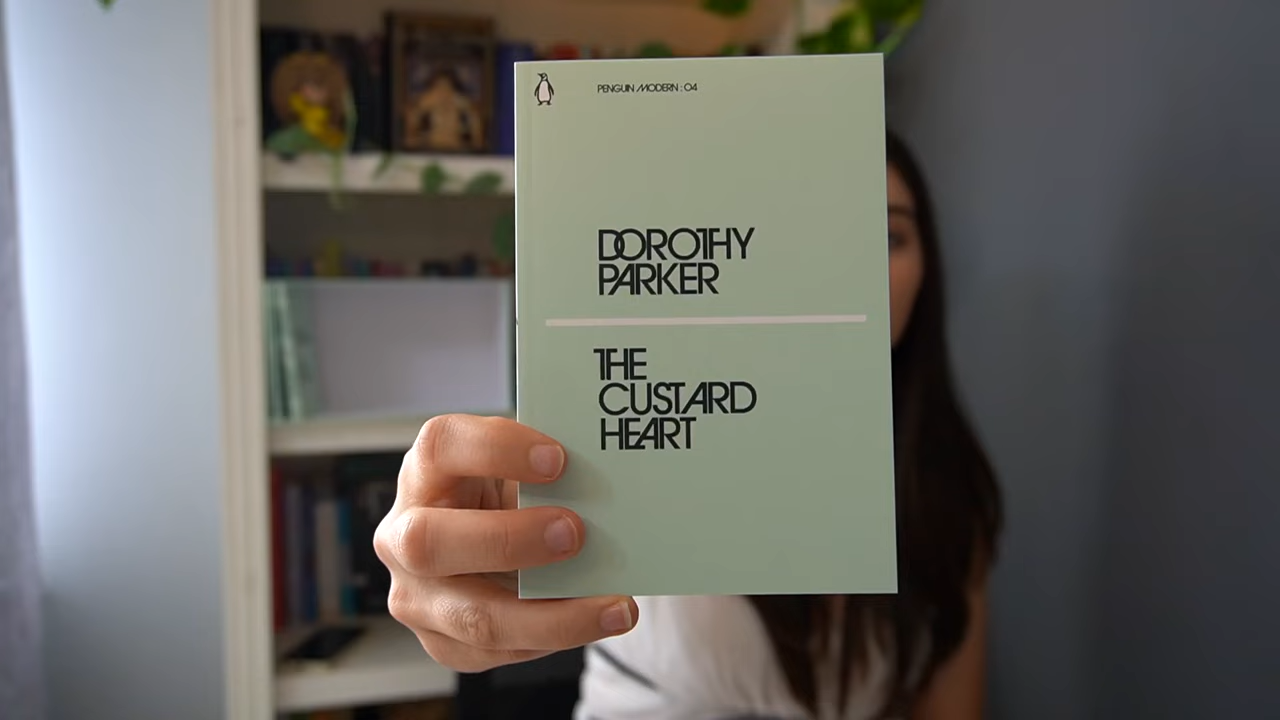 PENGUIN MODERN : 04
DOROTHY
PARKER
THE
CUSTARD
HEART